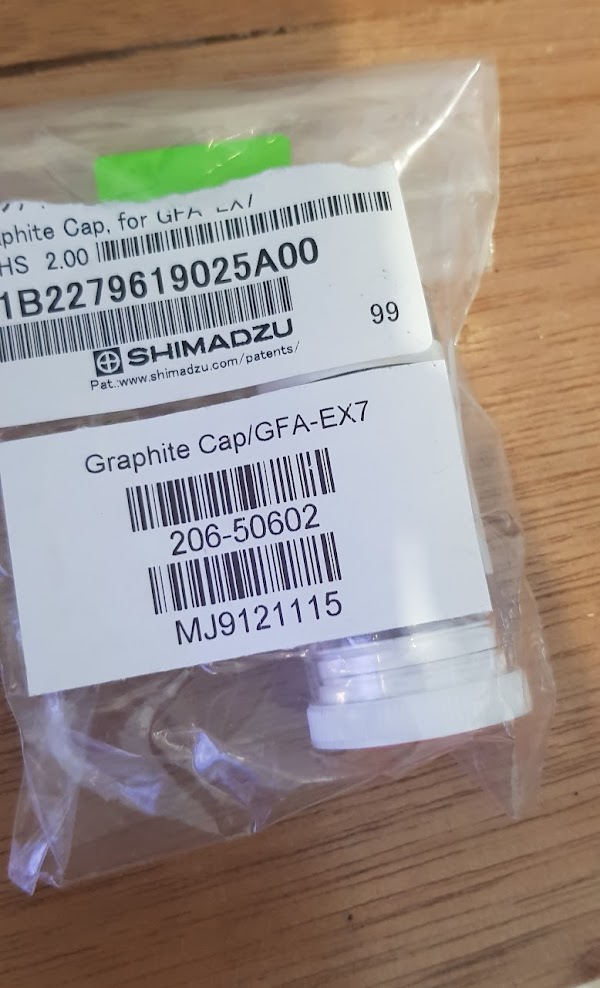 phite Cap, for GFA-EX7
HS 2.00
1B2279619025A00
SHIMADZU
99
Pat.:www.shimadzu.com/patents/
Graphite Cap/GFA-EX7
206-50602
MJ9121115